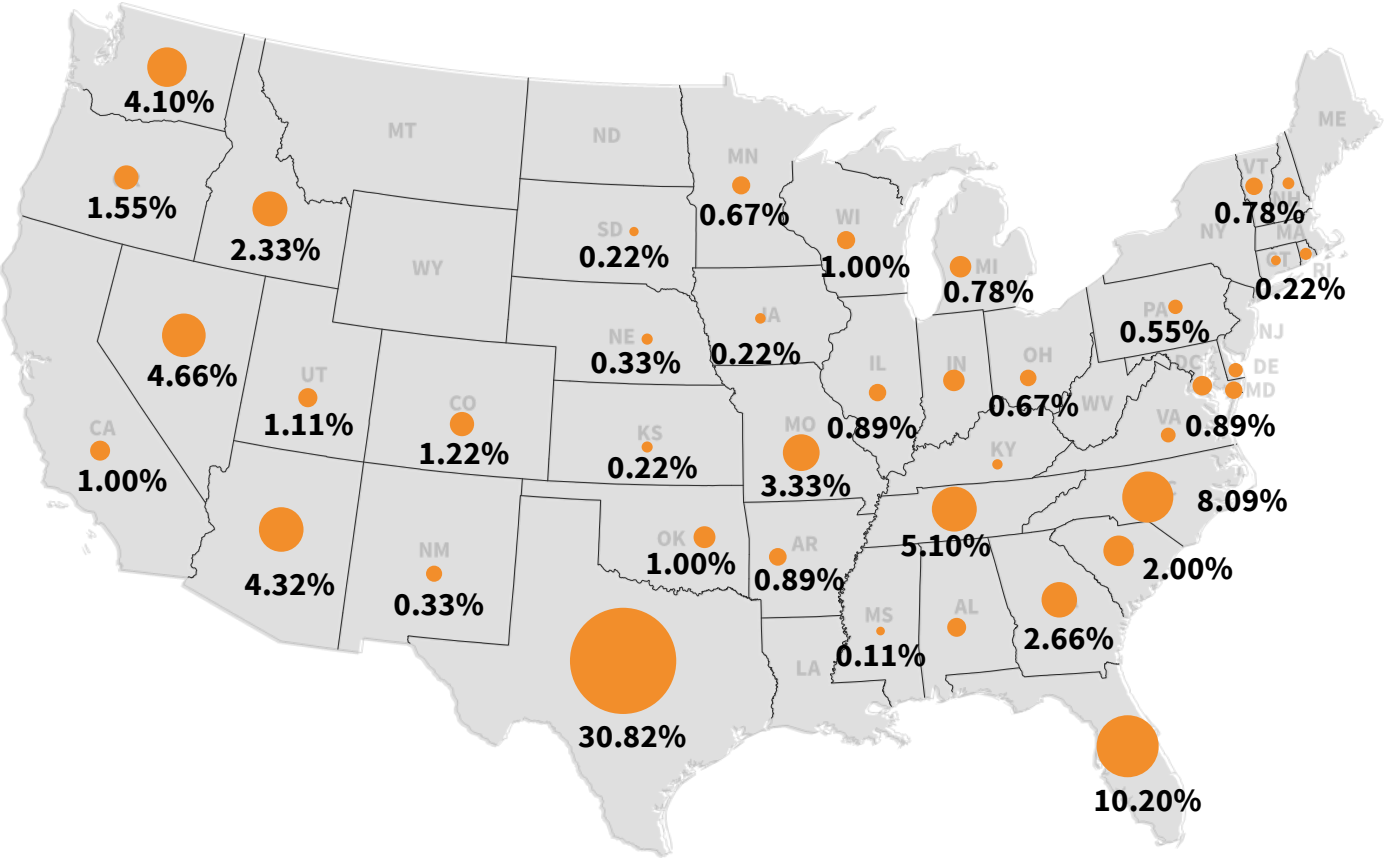 4.10%
MT
ND
MN
ME
VT
1.55%
2.33%
SD
0.22%
0.67%
WI
1.00%
NH
0.78%
NY
MA
WY
MI
0.78%
CT
RI
0.22%
4.66%
NE
0.33%
IA
0.22%
PA
0.55%
NJ
UT
1.11%
CO
1.22%
KS
0.22%
MO
3.33%
IL
0.89%
IN
OH
0.67%
WV
DC
DE
MD
VA
0.89%
CA
1.00%
KY
8.09%
4.32%
NM
0.33%
OK
1.00%
AR
0.89%
5.10%
2.00%
30.82%
LA
MS
0.11%
AL
2.66%
10.20%